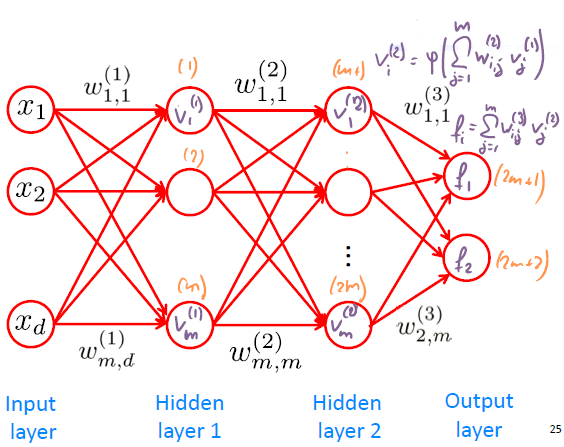 v_i^(2) = φ(∑_{j=1}^{m} w_{i,j}^(2) v_j^(1))
(1) w_{1,1}^(2) (m+1)
w_{1,1}^(1) w_{1,1}^(3)
x_1 v_1^(1) v_1^(2)
f_i = ∑_{j=1}^{m} w_{ij}^(3) v_j^(2)
(2)
x_2 f_1 (2m+1)
⋮
f_2 (2m+2)
(m) (2m)
x_d v_m^(1) v_m^(2)
w_{m,d}^(1) w_{m,m}^(2) w_{2,m}^(3)
Input Hidden Hidden Output
layer layer 1 layer 2 layer
25